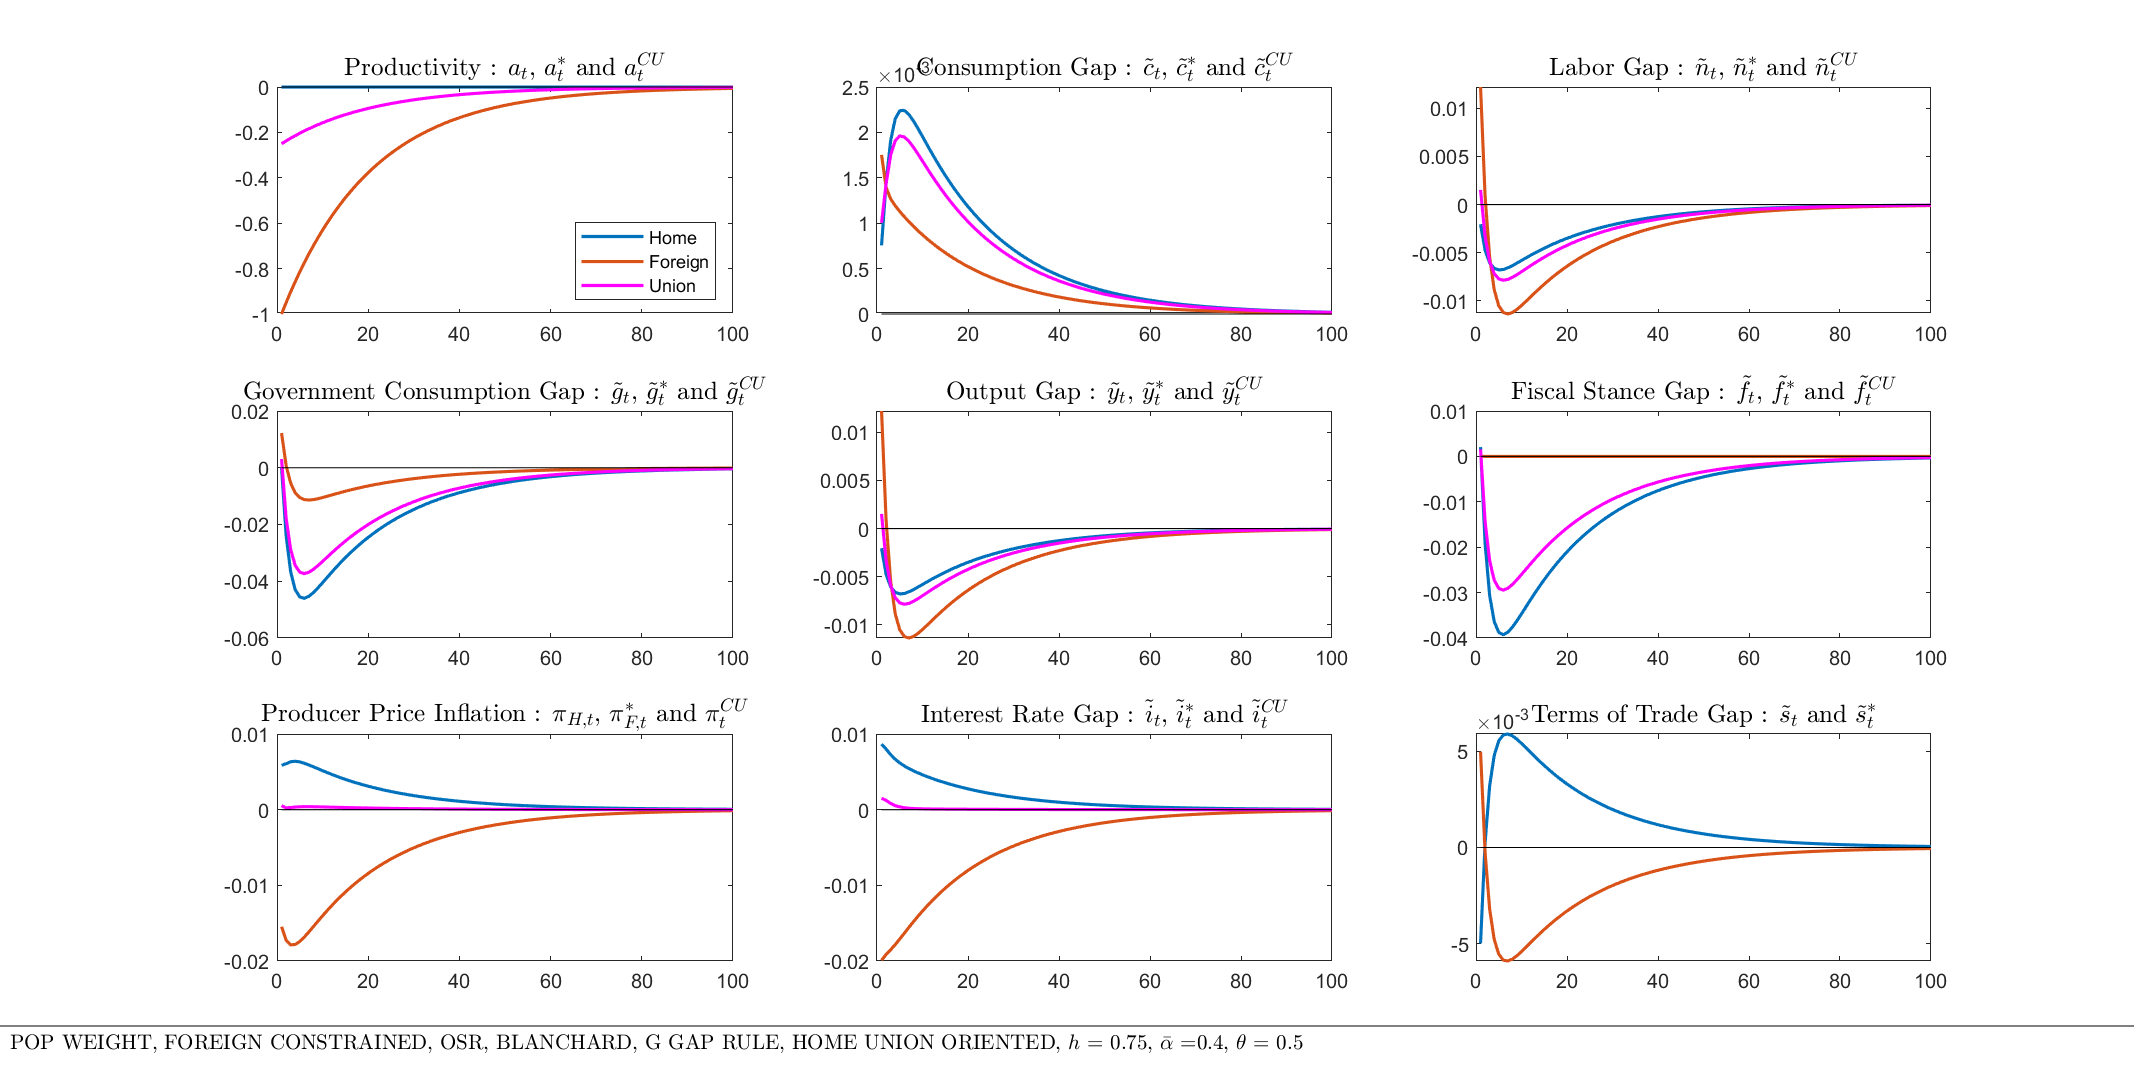 Productivity : a_t, a_t^* and a_t^{CU}
0
-0.2
-0.4
-0.6
-0.8
-1
0 20 40 60 80 100
Home
Foreign
Union
×10^{-3}
Consumption Gap : c̃_t, c̃_t^* and c̃_t^{CU}
2.5
2
1.5
1
0.5
0
0 20 40 60 80 100
Labor Gap : ñ_t, ñ_t^* and ñ_t^{CU}
0.01
0.005
0
-0.005
-0.01
0 20 40 60 80 100
Government Consumption Gap : g̃_t, g̃_t^* and g̃_t^{CU}
0.02
0
-0.02
-0.04
-0.06
0 20 40 60 80 100
Output Gap : ỹ_t, ỹ_t^* and ỹ_t^{CU}
0.01
0.005
0
-0.005
-0.01
0 20 40 60 80 100
Fiscal Stance Gap : f̃_t, f̃_t^* and f̃_t^{CU}
0.01
0
-0.01
-0.02
-0.03
-0.04
0 20 40 60 80 100
Producer Price Inflation : π_{H,t}, π_{F,t}^* and π_t^{CU}
0.01
0
-0.01
-0.02
0 20 40 60 80 100
Interest Rate Gap : ĩ_t, ĩ_t^* and ĩ_t^{CU}
0.01
0
-0.01
-0.02
0 20 40 60 80 100
×10^{-3}
Terms of Trade Gap : s̃_t and s̃_t^*
5
0
-5
0 20 40 60 80 100
POP WEIGHT, FOREIGN CONSTRAINED, OSR, BLANCHARD, G GAP RULE, HOME UNION ORIENTED, h = 0.75, ᾱ =0.4, θ = 0.5